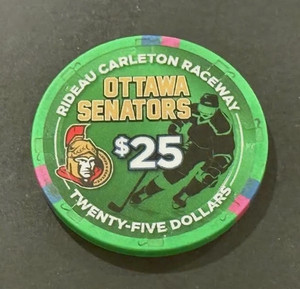 RIDEAU CARLETON RACEWAY
OTTAWA
SENATORS
$25
TWENTY-FIVE DOLLARS